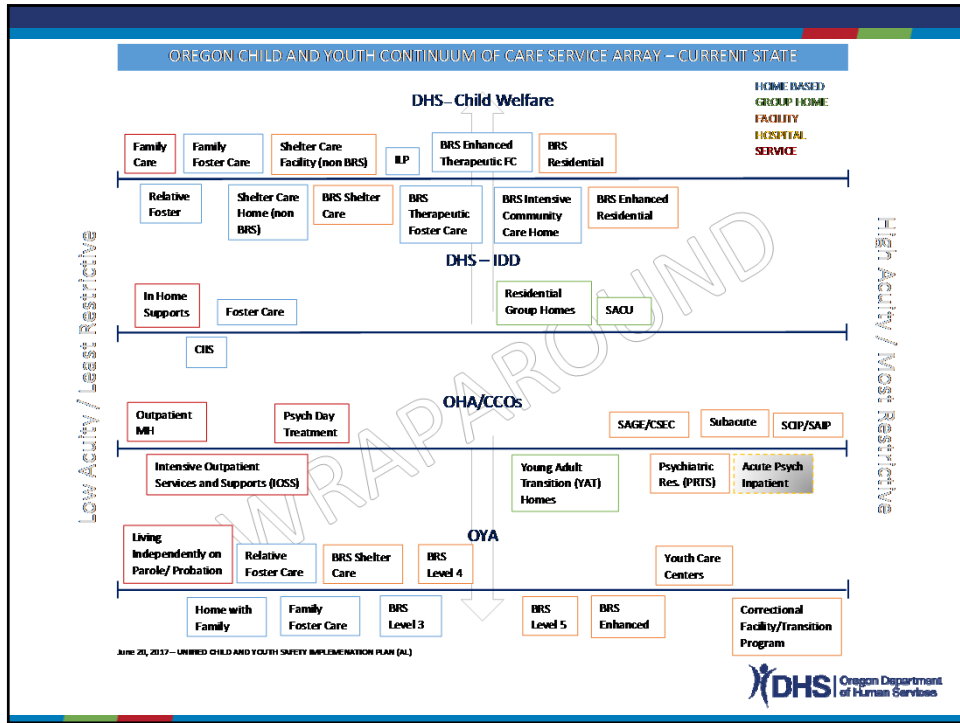 OREGON CHILD AND YOUTH CONTINUUM OF CARE SERVICE ARRAY – CURRENT STATE
HOME BASED
GROUP HOME
FACILITY
HOSPITAL
SERVICE
DHS – Child Welfare
Family
Care
Family
Foster Care
Shelter Care
Facility (non BRS)
ILP
BRS Enhanced
Therapeutic FC
BRS
Residential
Relative
Foster
Shelter Care
Home (non
BRS)
BRS Shelter
Care
BRS
Therapeutic
Foster Care
BRS Intensive
Community
Care Home
BRS Enhanced
Residential
Low Acuity / Least Restrictive
High Acuity / Most Restrictive
WRAPAROUND
DHS – IDD
In Home
Supports
Foster Care
Residential
Group Homes
SACU
CIIS
OHA/CCOs
Outpatient
MH
Psych Day
Treatment
SAGE/CSEC
Subacute
SCIP/SAIP
Intensive Outpatient
Services and Supports (IOSS)
Young Adult
Transition (YAT)
Homes
Psychiatric
Res. (PRTS)
Acute Psych
Inpatient
OYA
Living
Independently on
Parole/ Probation
Relative
Foster Care
BRS Shelter
Care
BRS
Level 4
Youth Care
Centers
Home with
Family
Family
Foster Care
BRS
Level 3
BRS
Level 5
BRS
Enhanced
Correctional
Facility/Transition
Program
June 20, 2017 – UNIFIED CHILD AND YOUTH SAFETY IMPLEMENATION PLAN (AL)
DHS
Oregon Department
of Human Services